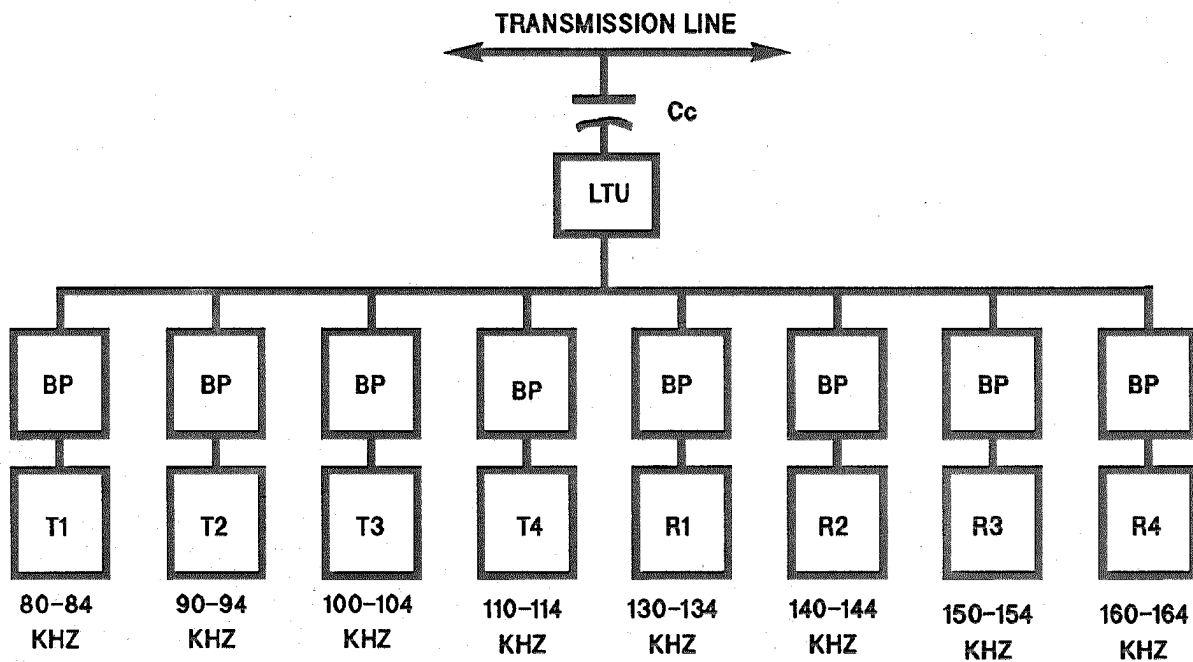 TRANSMISSION LINE
Cc
LTU
BP BP BP BP BP BP BP BP
T1 T2 T3 T4 R1 R2 R3 R4
80-84 90-94 100-104 110-114 130-134 140-144 150-154 160-164
KHZ KHZ KHZ KHZ KHZ KHZ KHZ KHZ